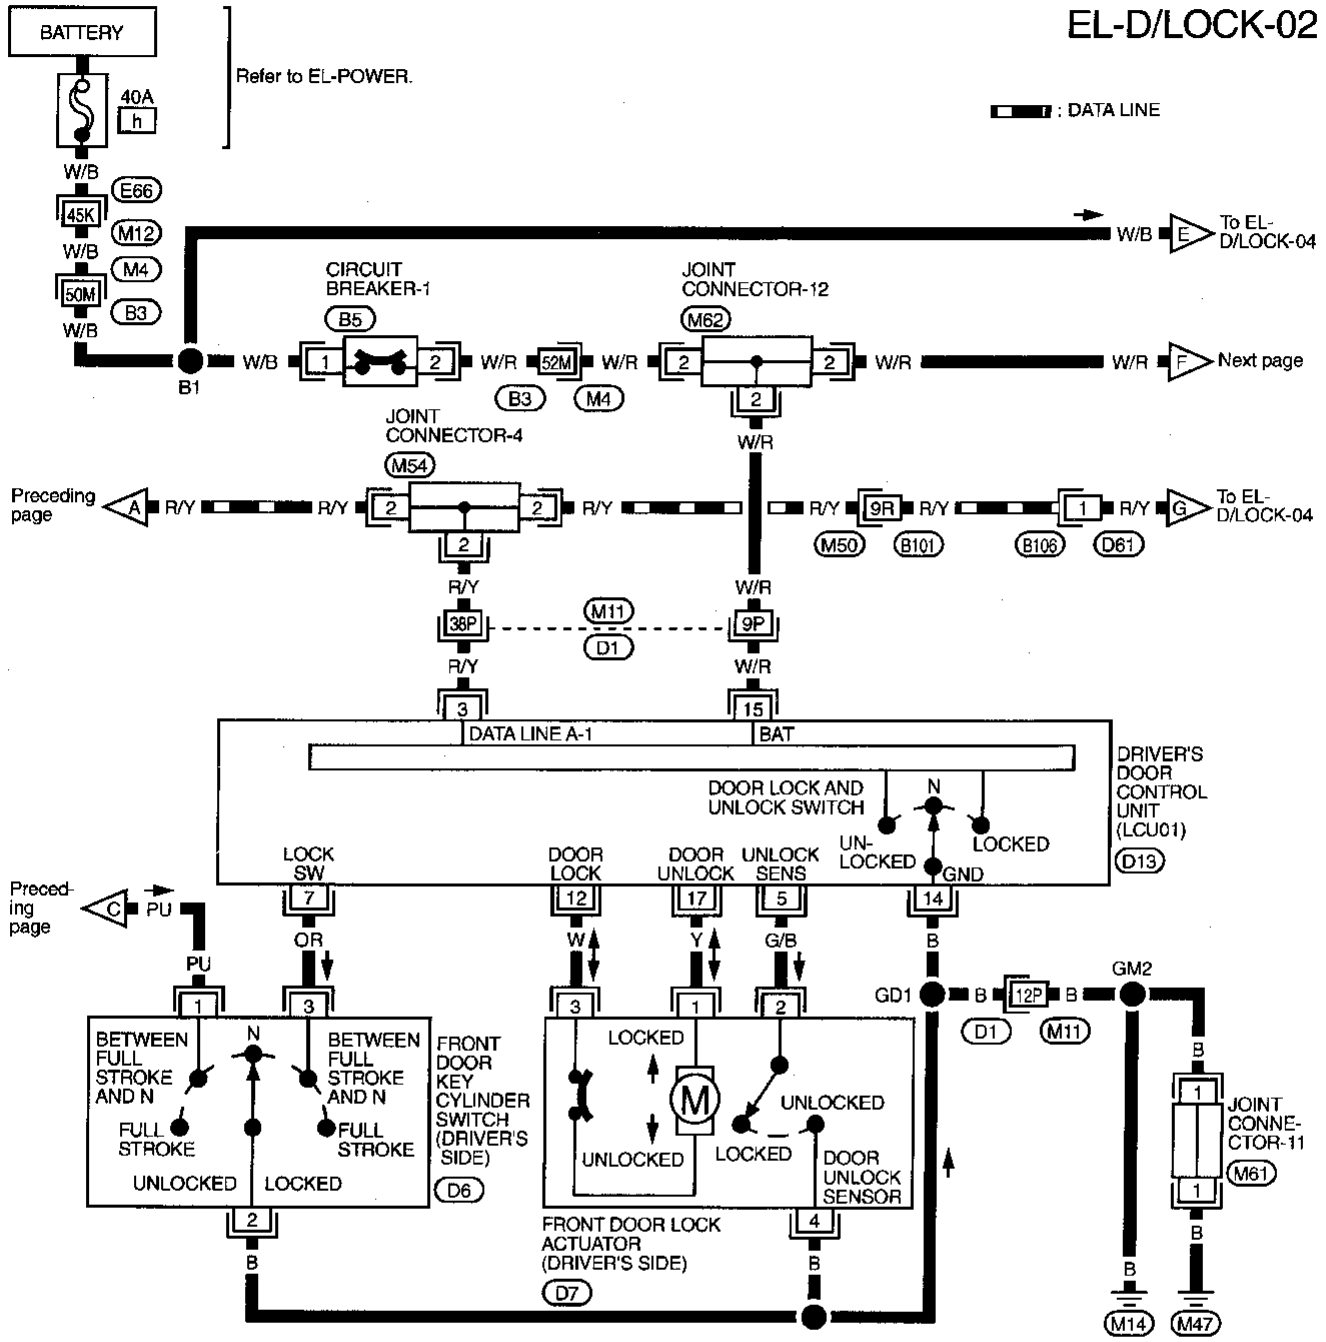 EL-D/LOCK-02
BATTERY
Refer to EL-POWER.
40A
h
: DATA LINE
W/B
E66
45K
M12
W/B
M4
50M
B3
W/B
B1
W/B
E
To EL-
D/LOCK-04
CIRCUIT
BREAKER-1
B5
JOINT
CONNECTOR-12
M62
W/B
1
2
W/R
52M
W/R
2
2
W/R
W/R
F
Next page
B3
M4
2
W/R
JOINT
CONNECTOR-4
M54
Preceding
page
A
R/Y
R/Y
2
2
R/Y
R/Y
9R
R/Y
1
R/Y
G
To EL-
D/LOCK-04
M50
B101
B106
D61
2
R/Y
W/R
38P
M11
D1
9P
R/Y
W/R
3
15
DATA LINE A-1
BAT
DOOR LOCK AND
UNLOCK SWITCH
N
UN-
LOCKED
LOCKED
GND
DRIVER'S
DOOR
CONTROL
UNIT
(LCU01)
D13
LOCK
SW
DOOR
LOCK
DOOR
UNLOCK
UNLOCK
SENS
7
12
17
5
14
Preced-
ing
page
C
PU
PU
OR
W
Y
G/B
B
1
3
3
1
2
GD1
B
12P
B
GM2
D1
M11
BETWEEN
FULL
STROKE
AND N
N
BETWEEN
FULL
STROKE
AND N
FULL
STROKE
FULL
STROKE
UNLOCKED
LOCKED
FRONT
DOOR
KEY
CYLINDER
SWITCH
(DRIVER'S
SIDE)
D6
2
B
LOCKED
M
UNLOCKED
UNLOCKED
LOCKED
DOOR
UNLOCK
SENSOR
4
B
FRONT DOOR LOCK
ACTUATOR
(DRIVER'S SIDE)
D7
B
1
JOINT
CONNE-
CTOR-11
M61
1
B
B
M14
M47